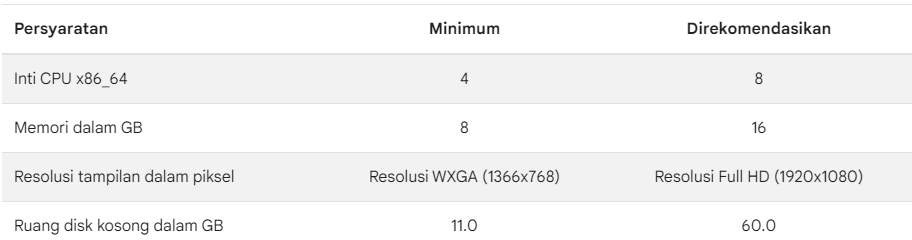 Persyaratan Minimum Direkomendasikan
Inti CPU x86_64 4 8
Memori dalam GB 8 16
Resolusi tampilan dalam piksel Resolusi WXGA (1366x768) Resolusi Full HD (1920x1080)
Ruang disk kosong dalam GB 11.0 60.0